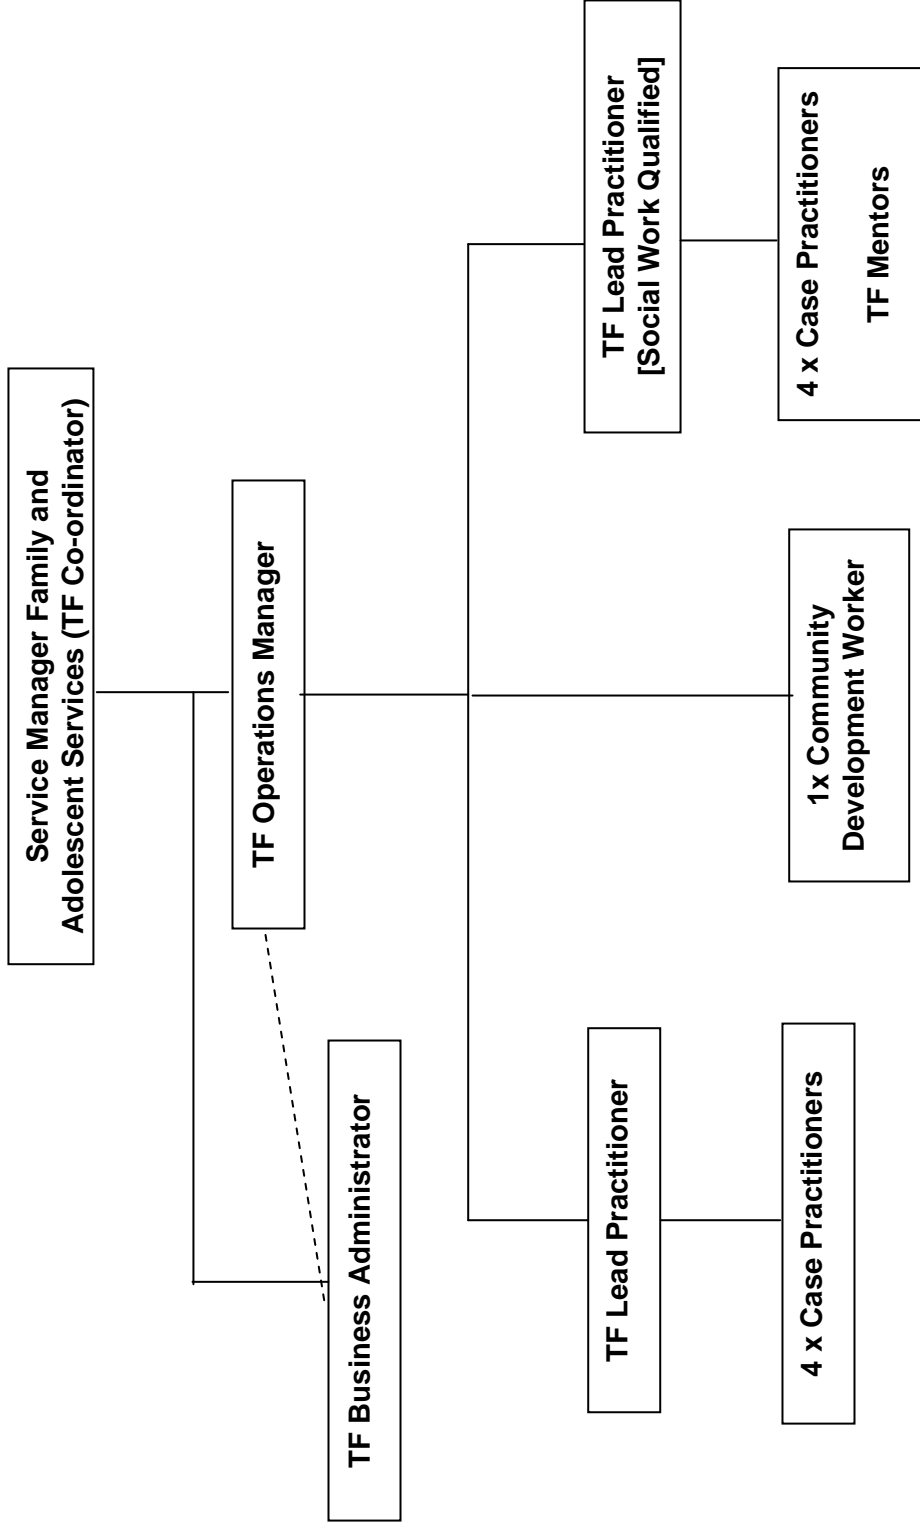 Service Manager Family and
Adolescent Services (TF Co-ordinator)
TF Operations Manager
TF Business Administrator
TF Lead Practitioner
4 x Case Practitioners
1x Community
Development Worker
TF Lead Practitioner
[Social Work Qualified]
4 x Case Practitioners
TF Mentors